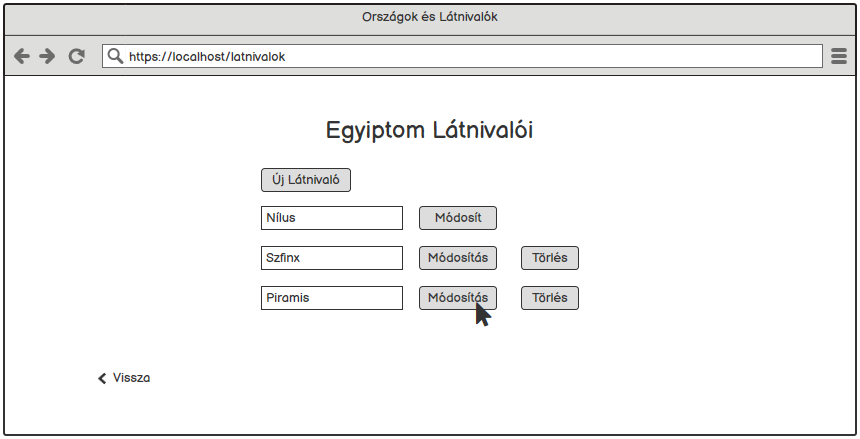 Országok és Látnivalók
https://localhost/latnivalok
Egyiptom Látnivalói
Új Látnivaló
Nílus Módosít
Szfinx Módosítás Törlés
Piramis Módosítás Törlés
Vissza